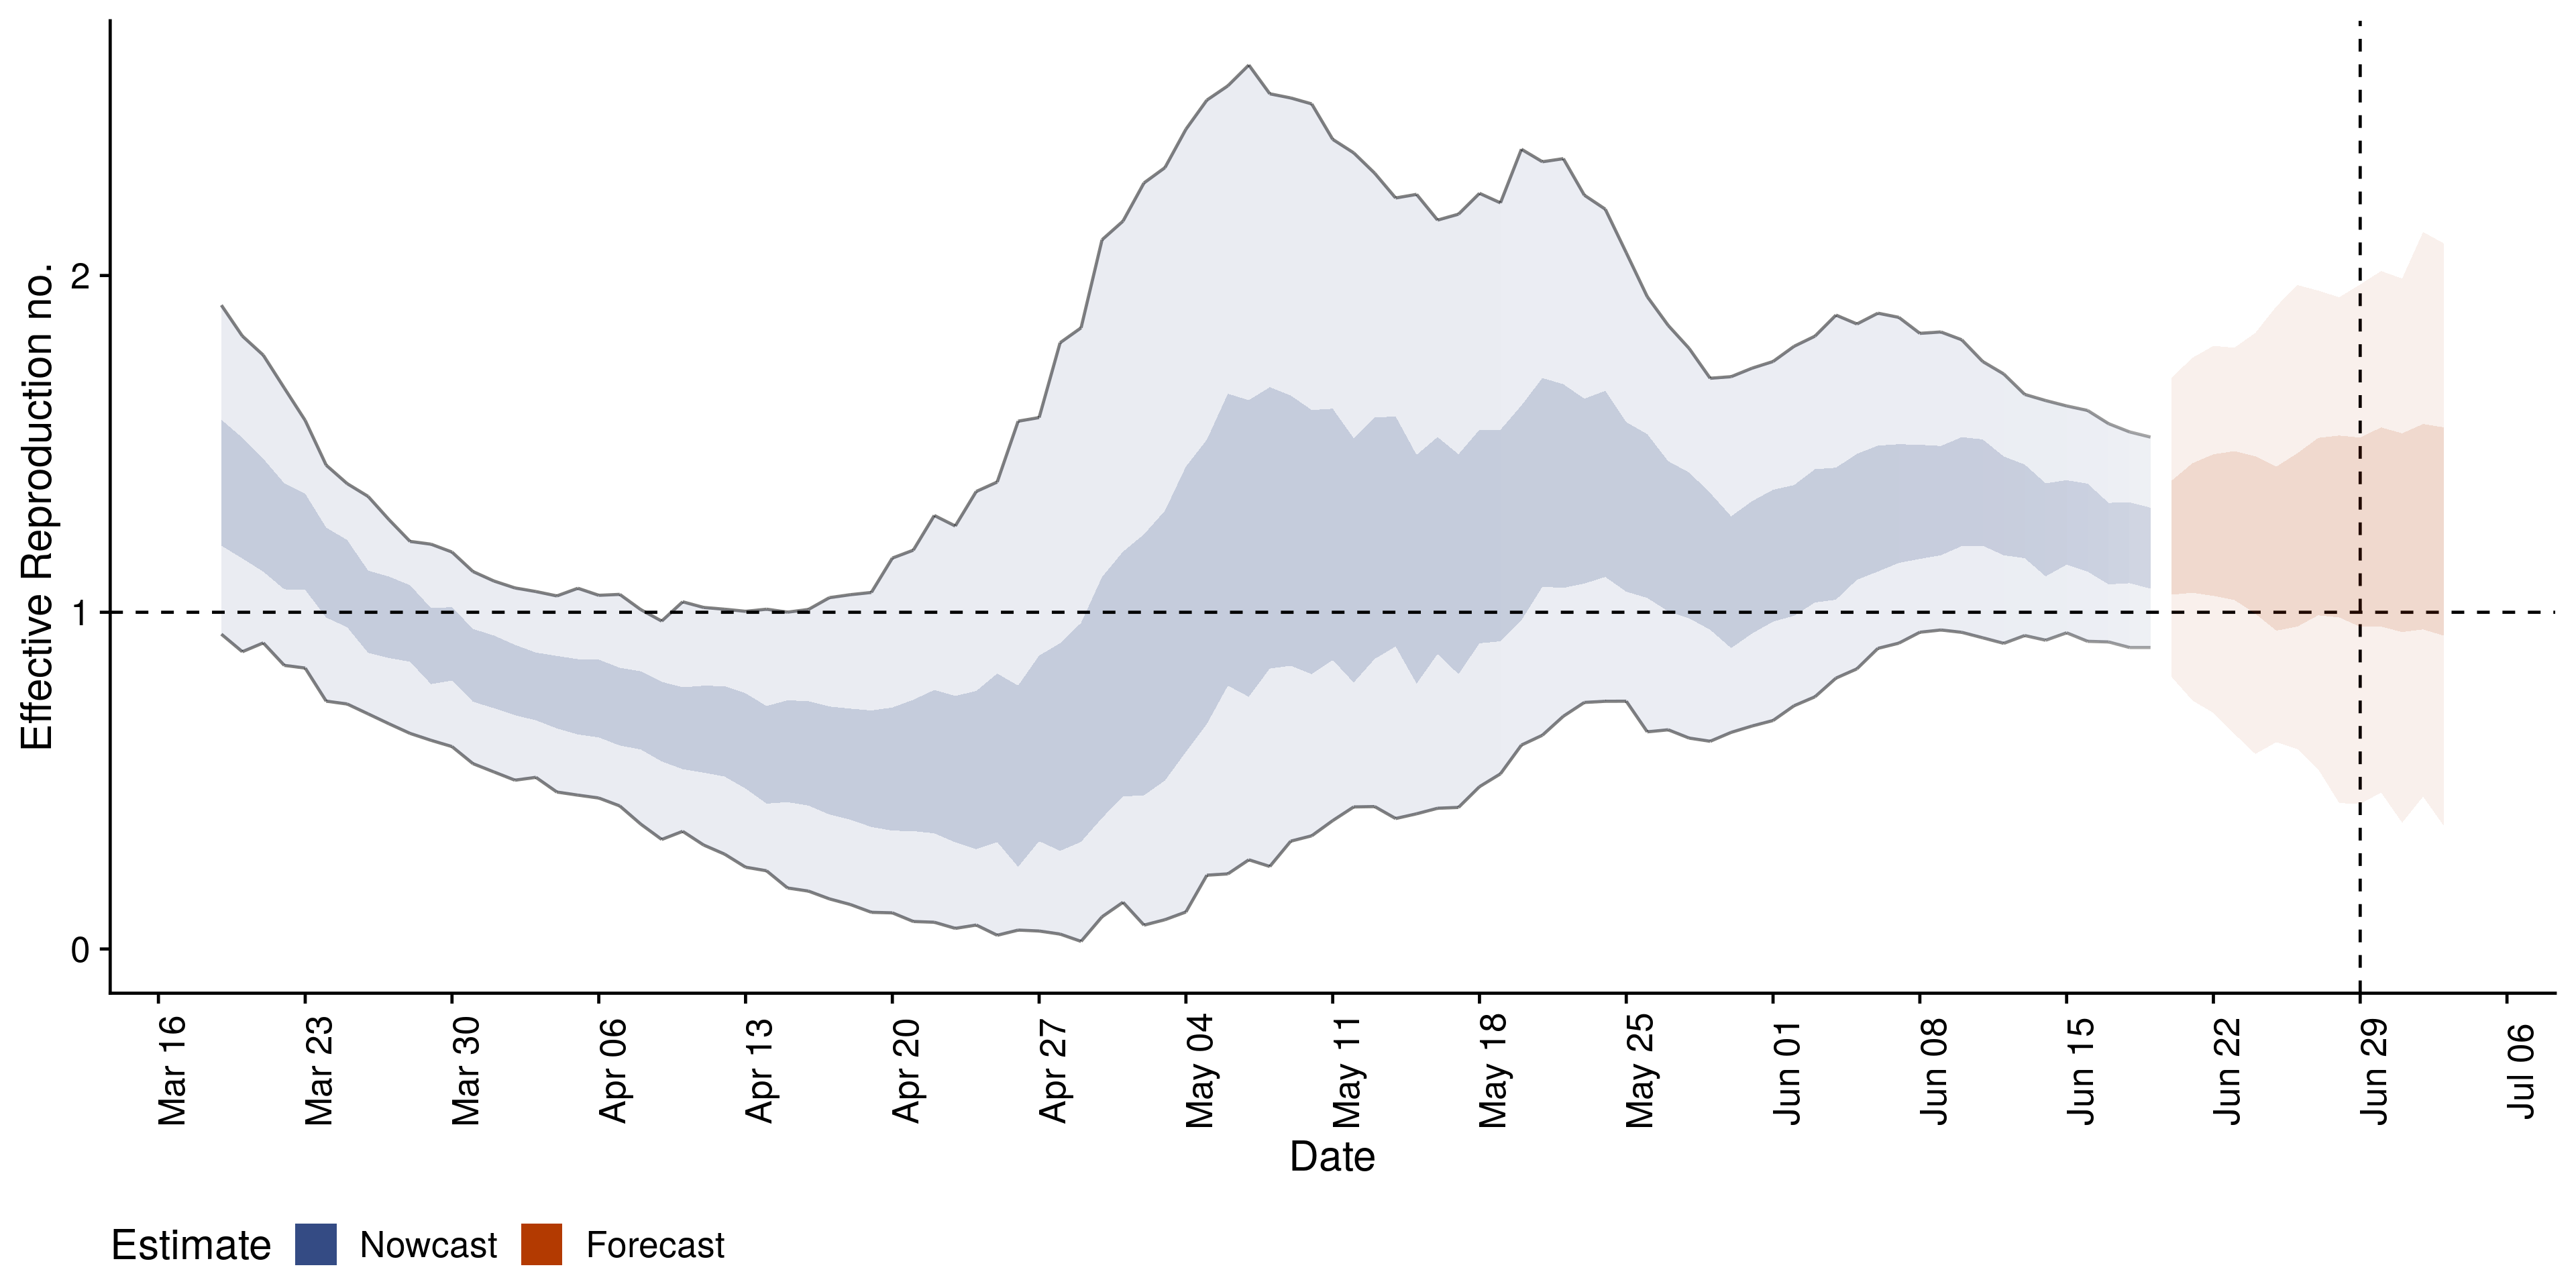 Effective Reproduction no.
2
1
0
Mar 16
Mar 23
Mar 30
Apr 06
Apr 13
Apr 20
Apr 27
May 04
May 11
May 18
May 25
Jun 01
Jun 08
Jun 15
Jun 22
Jun 29
Jul 06
Date
Estimate Nowcast Forecast